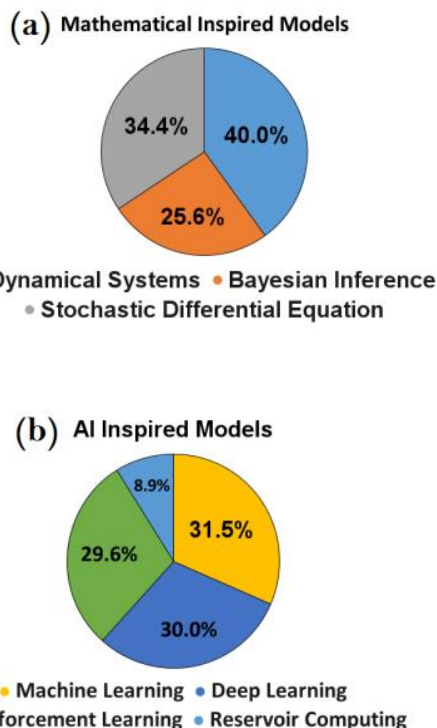 (a) Mathematical Inspired Models
34.4%
40.0%
25.6%
Dynamical Systems • Bayesian Inference
• Stochastic Differential Equation
(b) AI Inspired Models
8.9%
31.5%
29.6%
30.0%
• Machine Learning • Deep Learning
nforcement Learning • Reservoir Computing